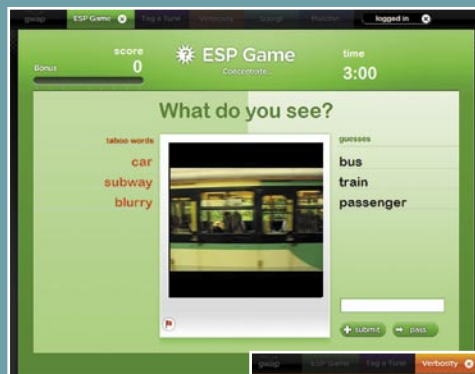 gwap ESP Game Tag a Tune Verbosity Squigl Matchin logged in
score
Bonus 0
ESP Game
Concentrate...
time
3:00
What do you see?
taboo words
car
subway
blurry
guesses
bus
train
passenger
submit pass
gwap ESP Game Tag a Tune Verbosity